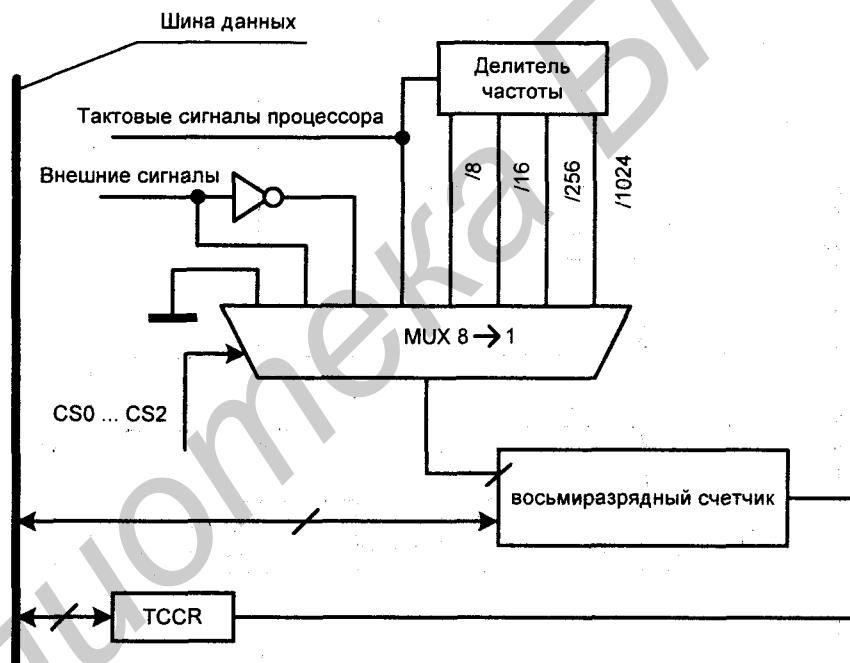 Шина данных
Делитель
частоты
Тактовые сигналы процессора
Внешние сигналы
/8
/16
/256
/1024
MUX 8→1
CS0 ... CS2
восьмиразрядный счетчик
TCCR